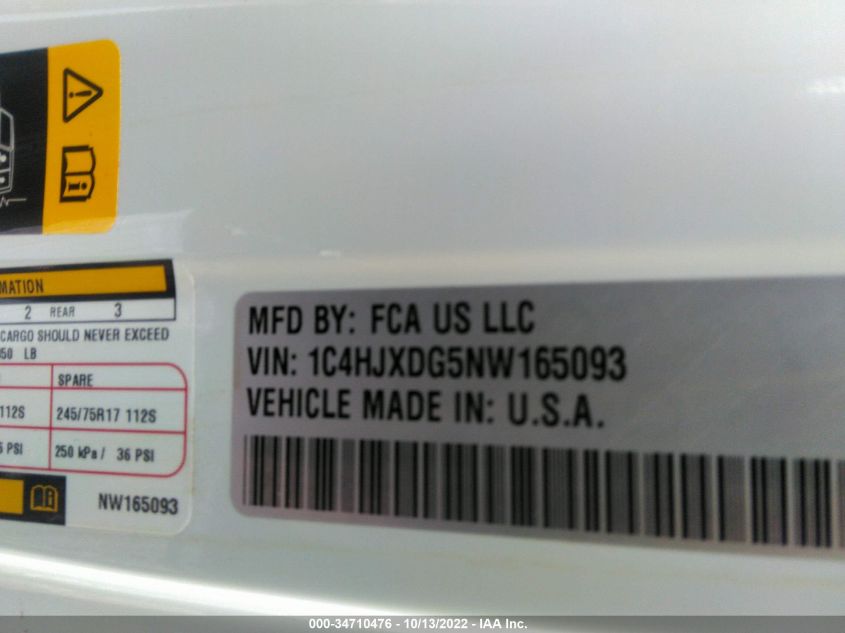 MATION
2 REAR 3
CARGO SHOULD NEVER EXCEED
LB
SPARE
112S 245/75R17 112S
PSI 250 kPa / 36 PSI
NW165093
MFD BY: FCA US LLC
VIN: 1C4HJXDG5NW165093
VEHICLE MADE IN: U.S.A.
000-34710476 - 10/13/2022 - IAA Inc.